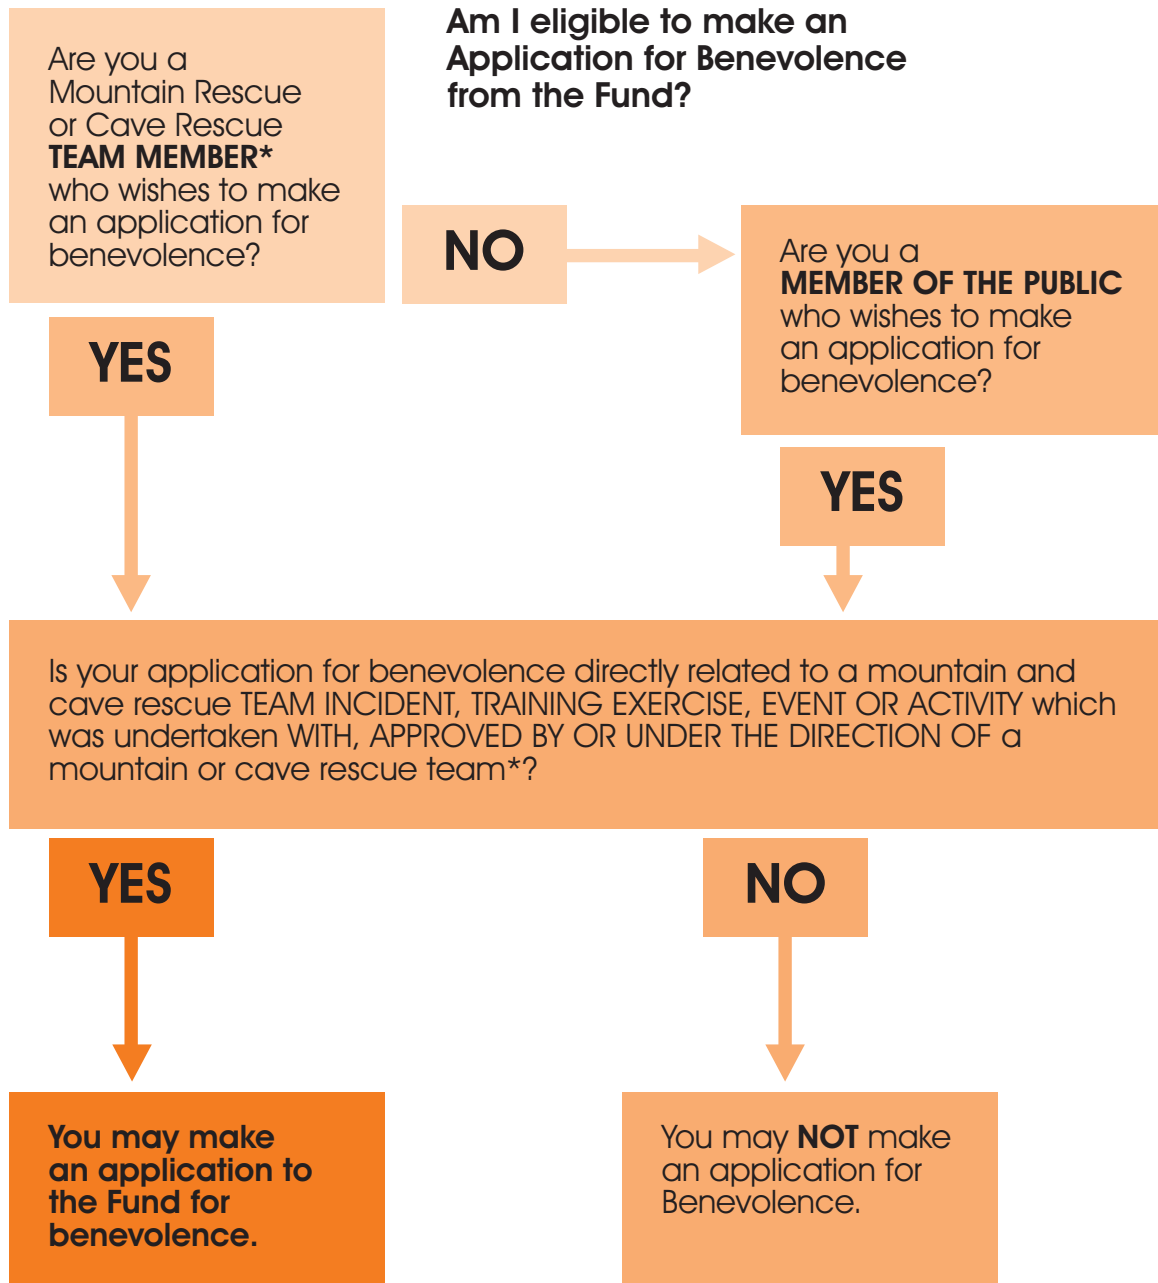 Am I eligible to make an
Application for Benevolence
from the Fund?
Are you a
Mountain Rescue
or Cave Rescue
TEAM MEMBER*
who wishes to make
an application for
benevolence?
NO
Are you a
MEMBER OF THE PUBLIC
who wishes to make
an application for
benevolence?
YES
YES
Is your application for benevolence directly related to a mountain and
cave rescue TEAM INCIDENT, TRAINING EXERCISE, EVENT OR ACTIVITY which
was undertaken WITH, APPROVED BY OR UNDER THE DIRECTION OF a
mountain or cave rescue team*?
YES
NO
You may make
an application to
the Fund for
benevolence.
You may NOT make
an application for
Benevolence.